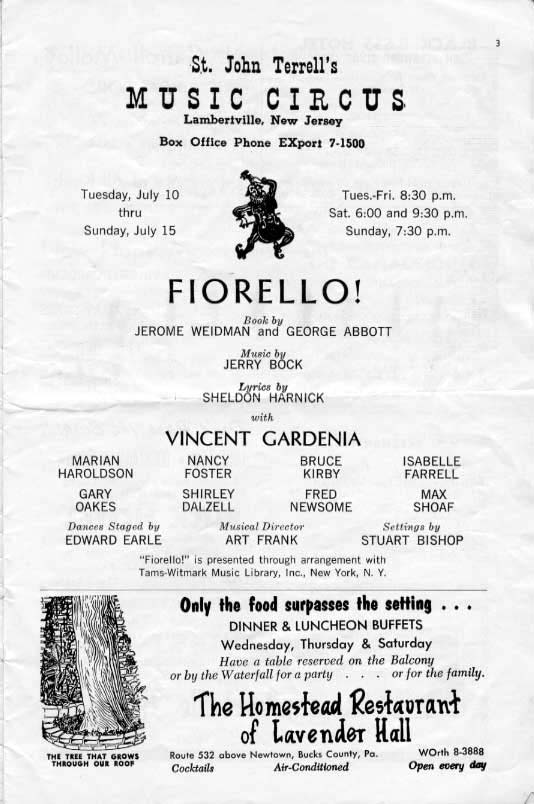 3
St. John Terrell's
MUSIC CIRCUS
Lambertville, New Jersey
Box Office Phone EXport 7-1500
Tuesday, July 10
thru
Sunday, July 15
Tues.-Fri. 8:30 p.m.
Sat. 6:00 and 9:30 p.m.
Sunday, 7:30 p.m.
FIORELLO!
Book by
JEROME WEIDMAN and GEORGE ABBOTT
Music by
JERRY BOCK
Lyrics by
SHELDON HARNICK
with
VINCENT GARDENIA
MARIAN HAROLDSON
NANCY FOSTER
BRUCE KIRBY
ISABELLE FARRELL
GARY OAKES
SHIRLEY DALZELL
FRED NEWSOME
MAX SHOAF
Dances Staged by
EDWARD EARLE
Musical Director
ART FRANK
Settings by
STUART BISHOP
"Fiorello!" is presented through arrangement with
Tams-Witmark Music Library, Inc., New York, N. Y.
THE TREE THAT GROWS
THROUGH OUR ROOF
Only the food surpasses the setting . . .
DINNER & LUNCHEON BUFFETS
Wednesday, Thursday & Saturday
Have a table reserved on the Balcony
or by the Waterfall for a party . . . or for the family.
The Homestead Restaurant
of Lavender Hall
Route 532 above Newtown, Bucks County, Pa. WOrth 8-3888
Cocktails Air-Conditioned Open every day